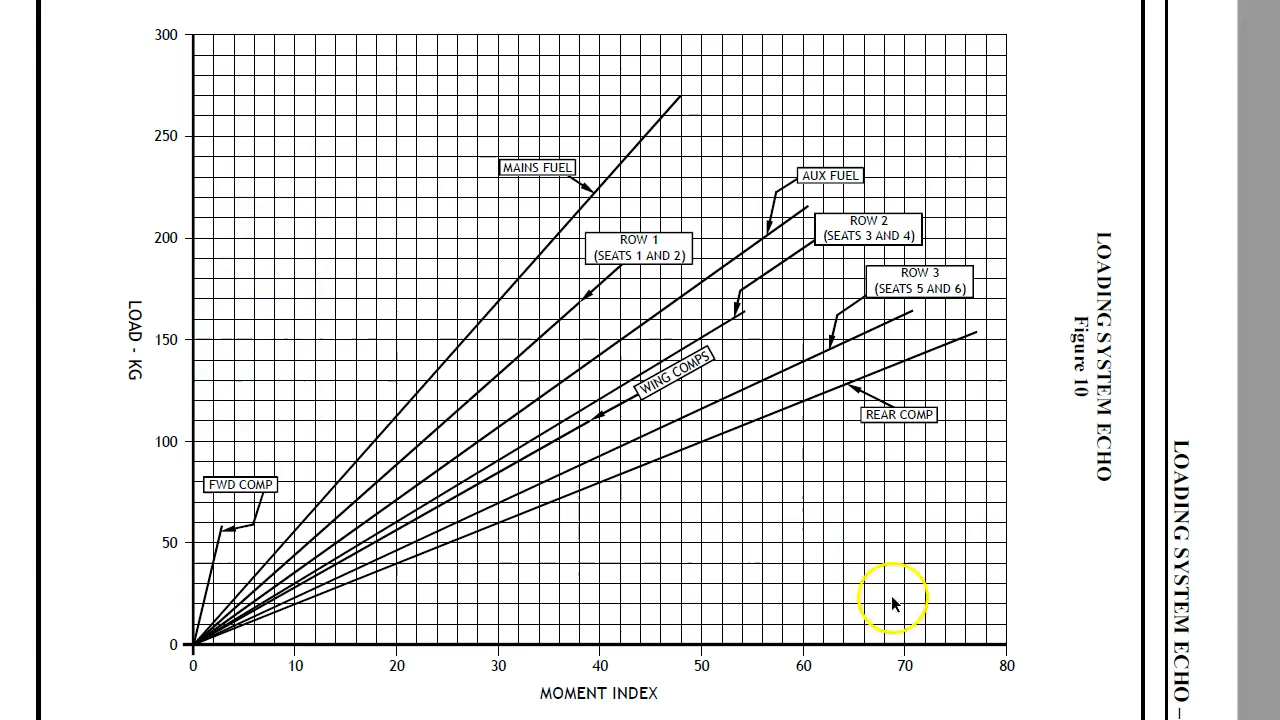 300
250
200
150
100
50
0
0 10 20 30 40 50 60 70 80
LOAD - KG
MOMENT INDEX
MAINS FUEL
AUX FUEL
ROW 1
(SEATS 1 AND 2)
ROW 2
(SEATS 3 AND 4)
ROW 3
(SEATS 5 AND 6)
WING COMPS
REAR COMP
FWD COMP
LOADING SYSTEM ECHO
Figure 10
LOADING SYSTEM ECHO –